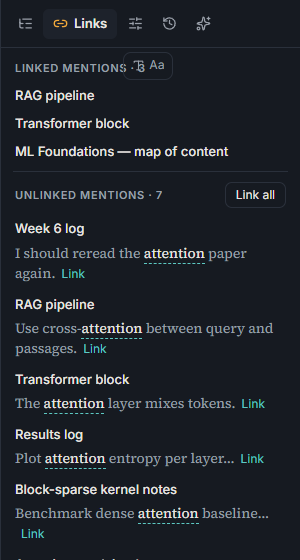 Links
LINKED MENTIONS · 3
Aa
RAG pipeline
Transformer block
ML Foundations — map of content
UNLINKED MENTIONS · 7
Link all
Week 6 log
I should reread the attention paper
again. Link
RAG pipeline
Use cross-attention between query and
passages. Link
Transformer block
The attention layer mixes tokens. Link
Results log
Plot attention entropy per layer... Link
Block-sparse kernel notes
Benchmark dense attention baseline...
Link